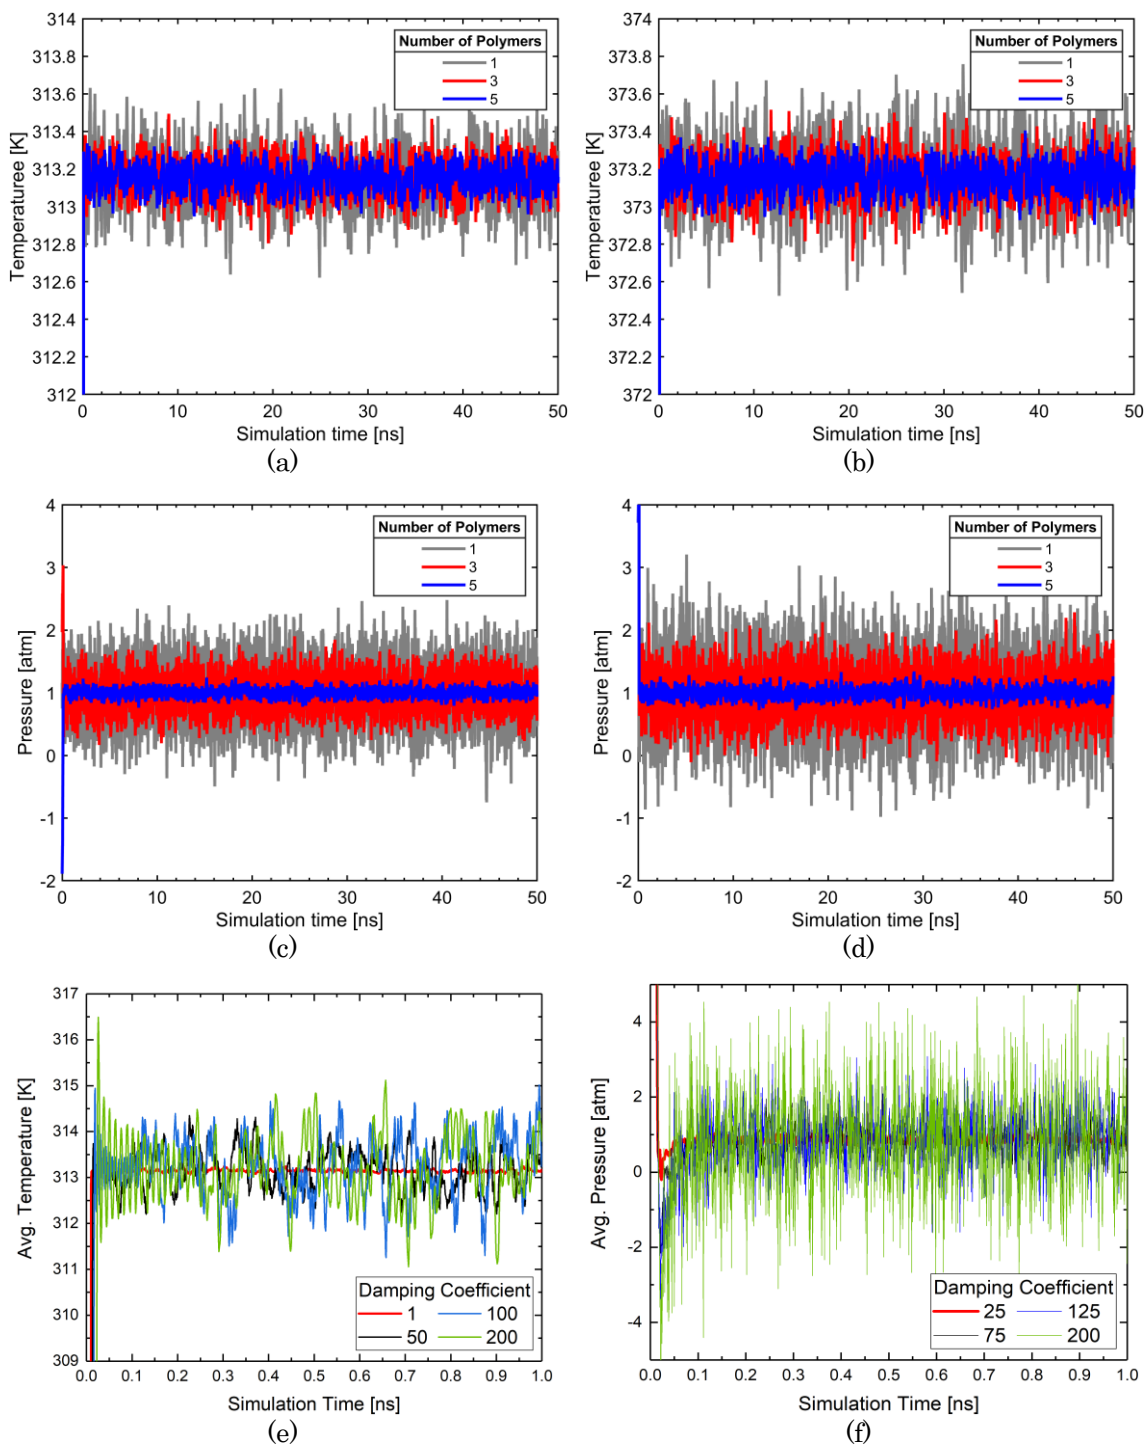 314
313.8
313.6
313.4
313.2
313
312.8
312.6
312.4
312.2
312
Temperaturee [K]
Number of Polymers
1
3
5
0 10 20 30 40 50
Simulation time [ns]
(a)
374
373.8
373.6
373.4
373.2
373
372.8
372.6
372.4
372.2
372
Temperaturee [K]
Number of Polymers
1
3
5
0 10 20 30 40 50
Simulation time [ns]
(b)
4
3
2
1
0
-1
-2
Pressure [atm]
Number of Polymers
1
3
5
0 10 20 30 40 50
Simulation time [ns]
(c)
4
3
2
1
0
-1
-2
Pressure [atm]
Number of Polymers
1
3
5
0 10 20 30 40 50
Simulation time [ns]
(d)
317
316
315
314
313
312
311
310
309
Avg. Temperature [K]
Damping Coefficient
1 100
50 200
0.0 0.1 0.2 0.3 0.4 0.5 0.6 0.7 0.8 0.9 1.0
Simulation Time [ns]
(e)
4
2
0
-2
-4
Avg. Pressure [atm]
Damping Coefficient
25 125
75 200
0.0 0.1 0.2 0.3 0.4 0.5 0.6 0.7 0.8 0.9 1.0
Simulation Time [ns]
(f)